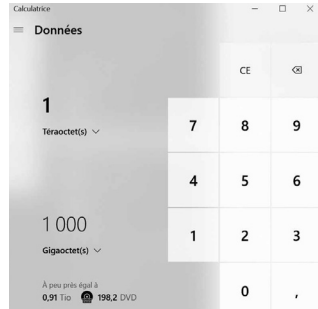 Calculatrice
Données
CE
1
Téraoctet(s)
7 8 9
4 5 6
1 000
Gigaoctet(s)
1 2 3
À peu près égal à
0,91 Tio 198,2 DVD
0 ,